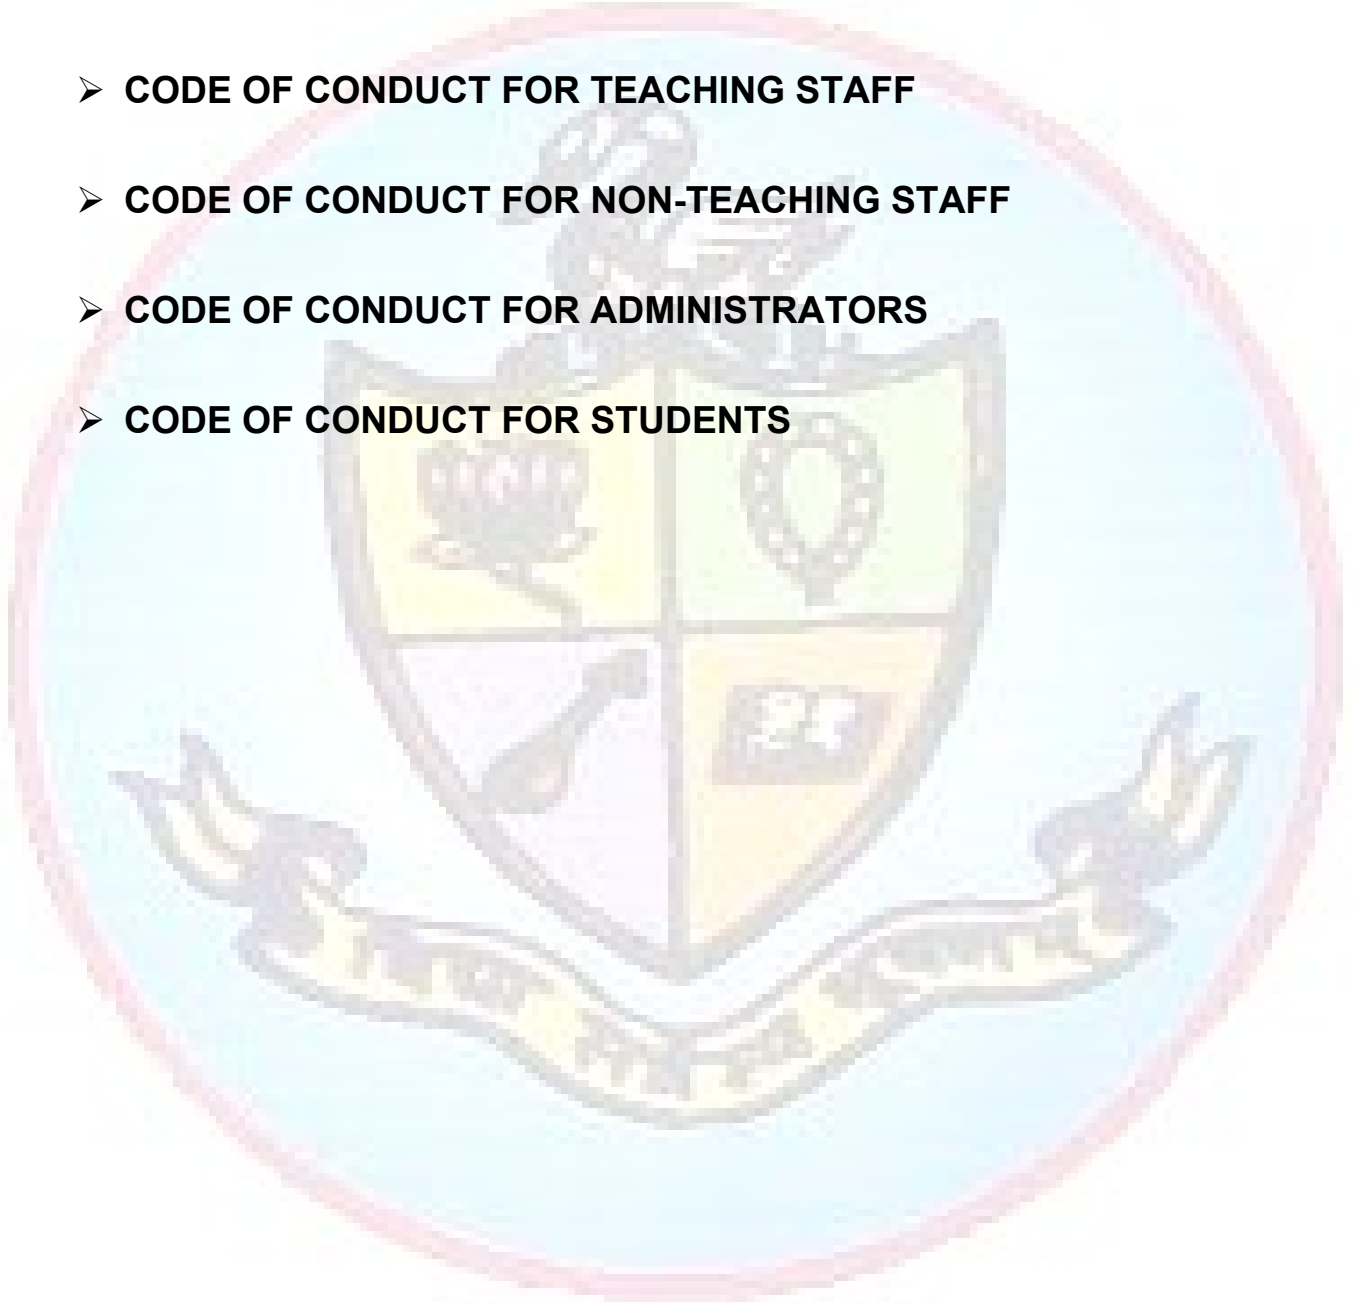 ➢ CODE OF CONDUCT FOR TEACHING STAFF
➢ CODE OF CONDUCT FOR NON-TEACHING STAFF
➢ CODE OF CONDUCT FOR ADMINISTRATORS
➢ CODE OF CONDUCT FOR STUDENTS